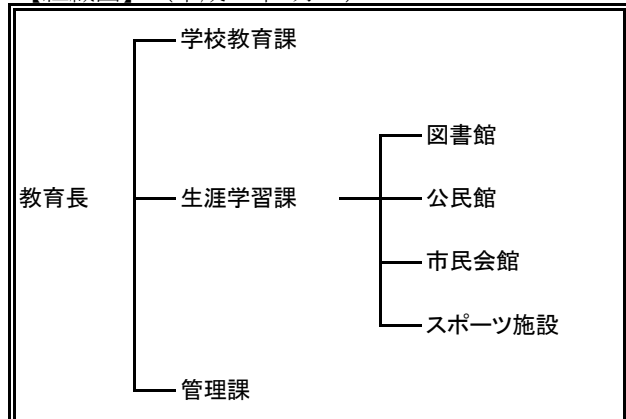 学校教育課
図書館
教育長
生涯学習課
公民館
市民会館
スポーツ施設
管理課